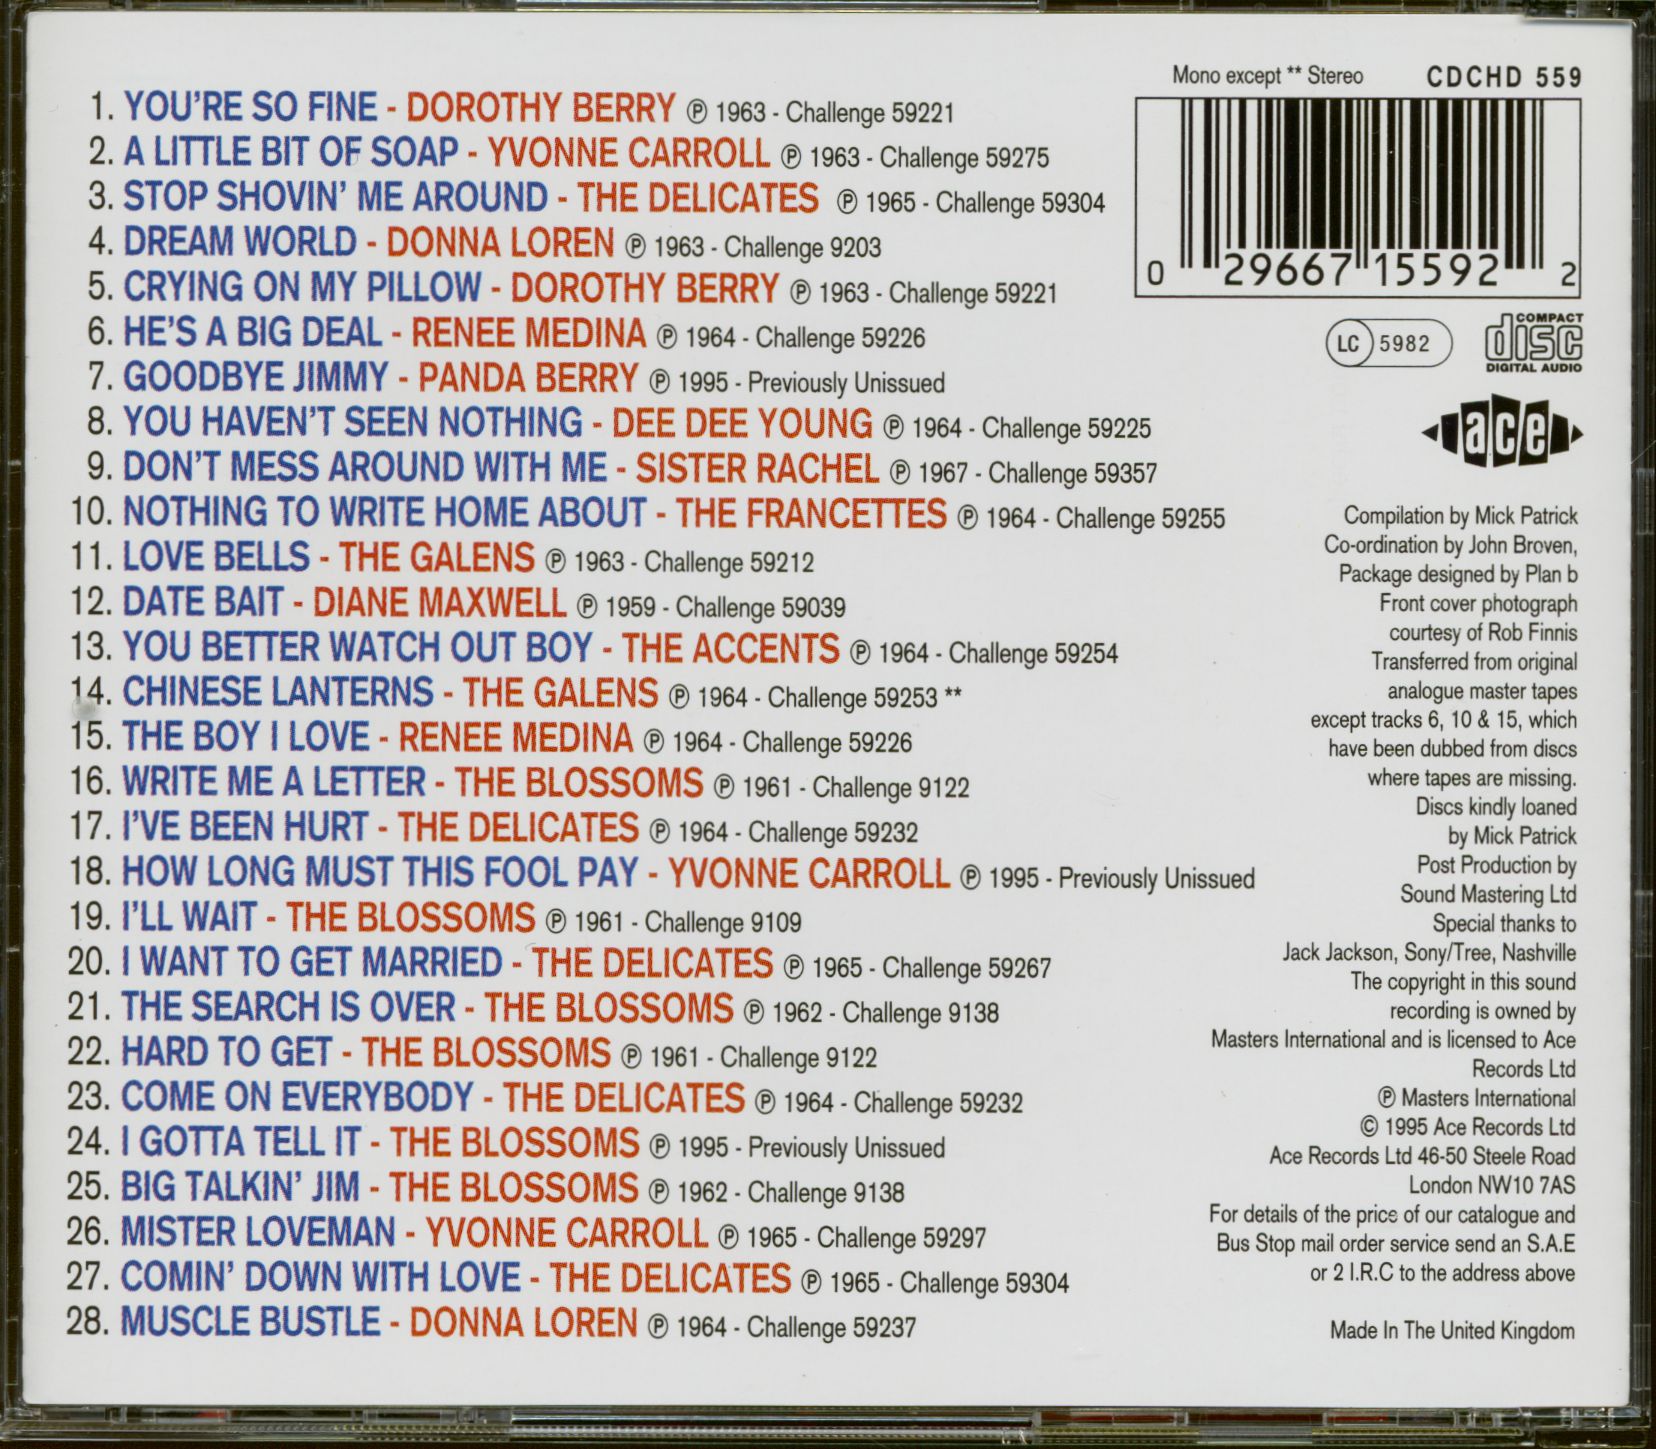 1. YOU'RE SO FINE - DOROTHY BERRY ℗ 1963 - Challenge 59221
2. A LITTLE BIT OF SOAP - YVONNE CARROLL ℗ 1963 - Challenge 59275
3. STOP SHOVIN' ME AROUND - THE DELICATES ℗ 1965 - Challenge 59304
4. DREAM WORLD - DONNA LOREN ℗ 1963 - Challenge 9203
5. CRYING ON MY PILLOW - DOROTHY BERRY ℗ 1963 - Challenge 59221
6. HE'S A BIG DEAL - RENEE MEDINA ℗ 1964 - Challenge 59226
7. GOODBYE JIMMY - PANDA BERRY ℗ 1995 - Previously Unissued
8. YOU HAVEN'T SEEN NOTHING - DEE DEE YOUNG ℗ 1964 - Challenge 59225
9. DON'T MESS AROUND WITH ME - SISTER RACHEL ℗ 1967 - Challenge 59357
10. NOTHING TO WRITE HOME ABOUT - THE FRANCETTES ℗ 1964 - Challenge 59255
11. LOVE BELLS - THE GALENS ℗ 1963 - Challenge 59212
12. DATE BAIT - DIANE MAXWELL ℗ 1959 - Challenge 59039
13. YOU BETTER WATCH OUT BOY - THE ACCENTS ℗ 1964 - Challenge 59254
14. CHINESE LANTERNS - THE GALENS ℗ 1964 - Challenge 59253 **
15. THE BOY I LOVE - RENEE MEDINA ℗ 1964 - Challenge 59226
16. WRITE ME A LETTER - THE BLOSSOMS ℗ 1961 - Challenge 9122
17. I'VE BEEN HURT - THE DELICATES ℗ 1964 - Challenge 59232
18. HOW LONG MUST THIS FOOL PAY - YVONNE CARROLL ℗ 1995 - Previously Unissued
19. I'LL WAIT - THE BLOSSOMS ℗ 1961 - Challenge 9109
20. I WANT TO GET MARRIED - THE DELICATES ℗ 1965 - Challenge 59267
21. THE SEARCH IS OVER - THE BLOSSOMS ℗ 1962 - Challenge 9138
22. HARD TO GET - THE BLOSSOMS ℗ 1961 - Challenge 9122
23. COME ON EVERYBODY - THE DELICATES ℗ 1964 - Challenge 59232
24. I GOTTA TELL IT - THE BLOSSOMS ℗ 1995 - Previously Unissued
25. BIG TALKIN' JIM - THE BLOSSOMS ℗ 1962 - Challenge 9138
26. MISTER LOVEMAN - YVONNE CARROLL ℗ 1965 - Challenge 59297
27. COMIN' DOWN WITH LOVE - THE DELICATES ℗ 1965 - Challenge 59304
28. MUSCLE BUSTLE - DONNA LOREN ℗ 1964 - Challenge 59237
Mono except ** Stereo CDCHD 559
0 29667 15592 2
LC 5982
COMPACT
disc
DIGITAL AUDIO
ace
Compilation by Mick Patrick
Co-ordination by John Broven,
Package designed by Plan b
Front cover photograph
courtesy of Rob Finnis
Transferred from original
analogue master tapes
except tracks 6, 10 & 15, which
have been dubbed from discs
where tapes are missing.
Discs kindly loaned
by Mick Patrick
Post Production by
Sound Mastering Ltd
Special thanks to
Jack Jackson, Sony/Tree, Nashville
The copyright in this sound
recording is owned by
Masters International and is licensed to Ace
Records Ltd
℗ Masters International
© 1995 Ace Records Ltd
Ace Records Ltd 46-50 Steele Road
London NW10 7AS
For details of the price of our catalogue and
Bus Stop mail order service send an S.A.E
or 2 I.R.C to the address above
Made In The United Kingdom